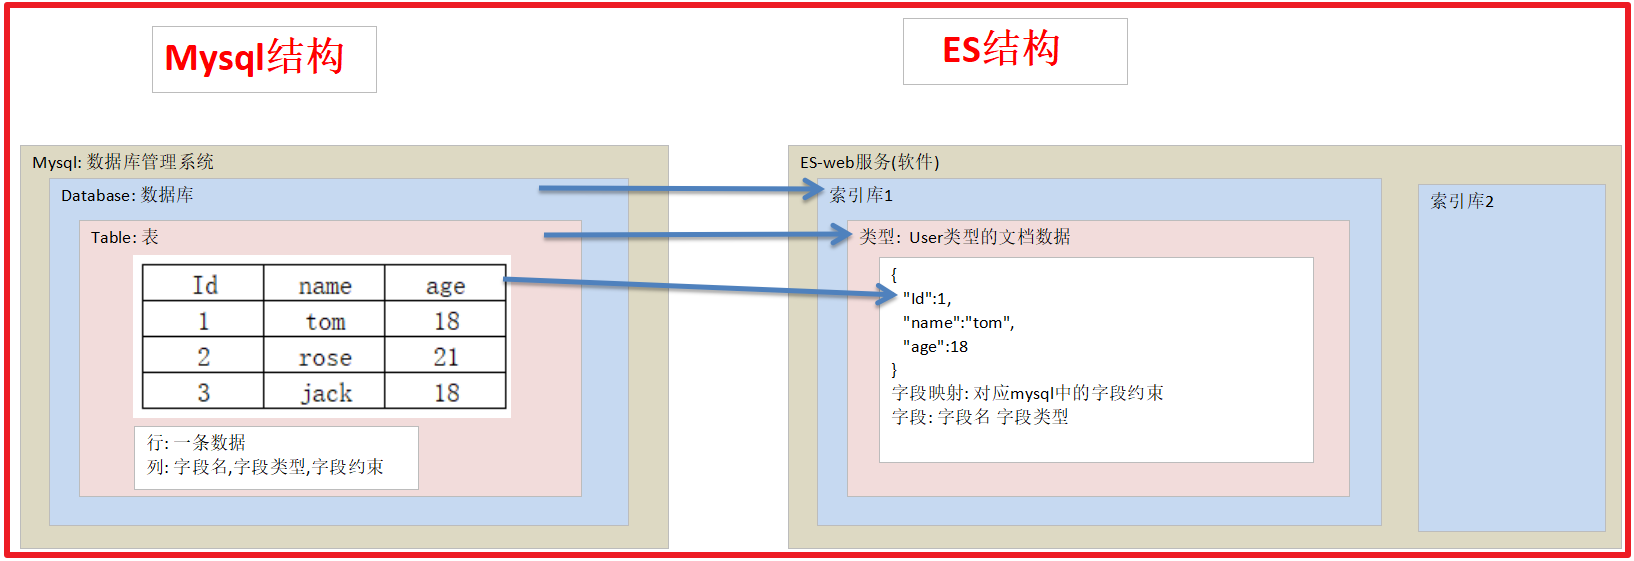 Mysql结构
ES结构
Mysql: 数据库管理系统
Database: 数据库
Table: 表
Id name age
1 tom 18
2 rose 21
3 jack 18
行: 一条数据
列: 字段名,字段类型,字段约束
ES-web服务(软件)
索引库1
类型: User类型的文档数据
{
"Id":1,
"name":"tom",
"age":18
}
字段映射: 对应mysql中的字段约束
字段: 字段名 字段类型
索引库2